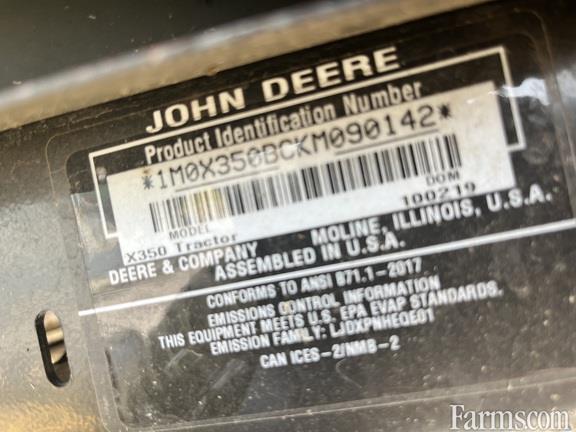 JOHN DEERE
Product Identification Number
*1M0X350BCKM090142*
MODEL DOM
X350 Tractor 100219
DEERE & COMPANY MOLINE, ILLINOIS, U.S.A.
ASSEMBLED IN U.S.A.
CONFORMS TO ANSI B71.1-2017
EMISSIONS CONTROL INFORMATION
THIS EQUIPMENT MEETS U.S. EPA EVAP STANDARDS.
EMISSION FAMILY: LJDXPNHEQE01
CAN ICES-2/NMB-2
Farms.com